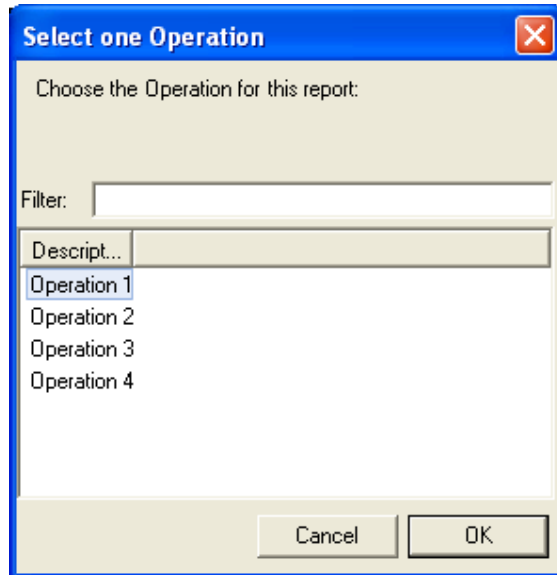 Select one Operation
Choose the Operation for this report:
Filter:
Descript...
Operation 1
Operation 2
Operation 3
Operation 4
Cancel OK